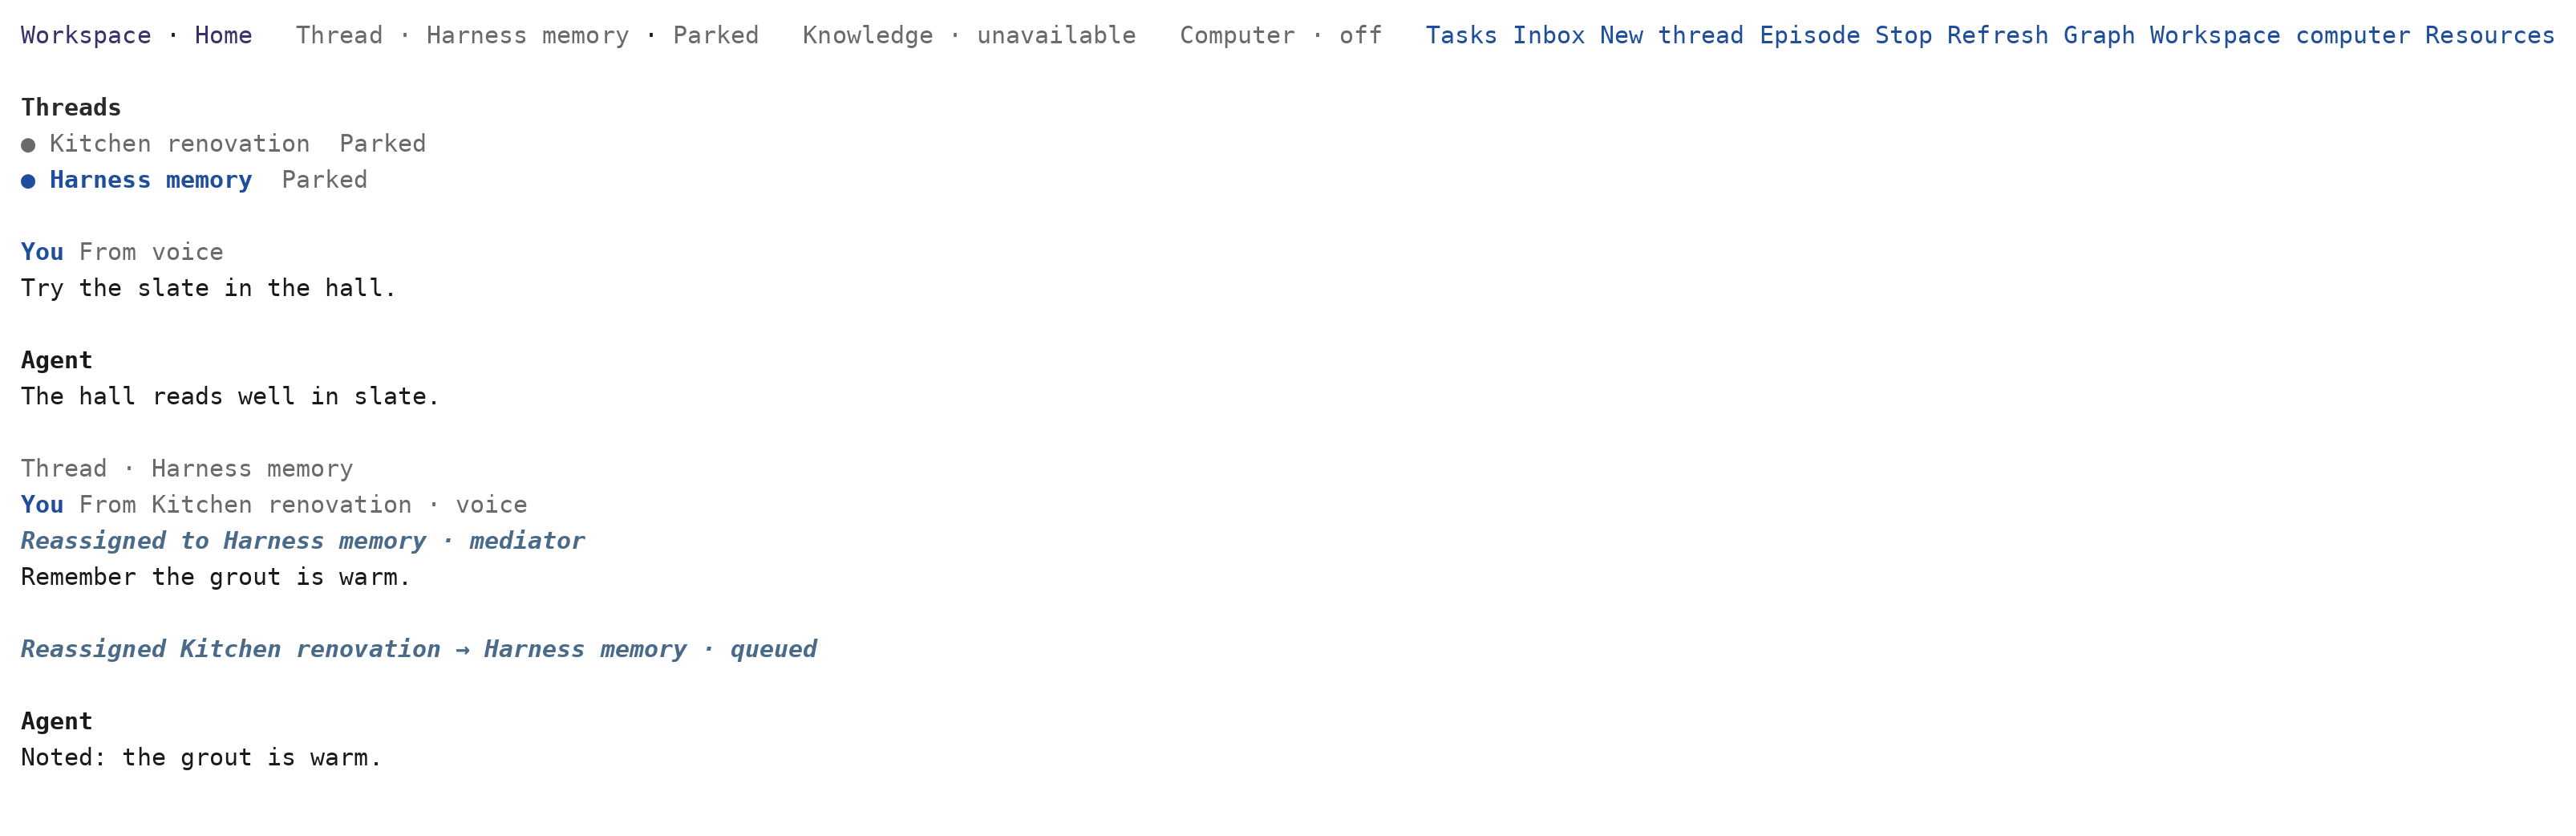 Workspace · Home   Thread · Harness memory · Parked   Knowledge · unavailable   Computer · off   Tasks Inbox New thread Episode Stop Refresh Graph Workspace computer Resources
Threads
● Kitchen renovation  Parked
● Harness memory  Parked
You From voice
Try the slate in the hall.
Agent
The hall reads well in slate.
Thread · Harness memory
You From Kitchen renovation · voice
Reassigned to Harness memory · mediator
Remember the grout is warm.
Reassigned Kitchen renovation → Harness memory · queued
Agent
Noted: the grout is warm.